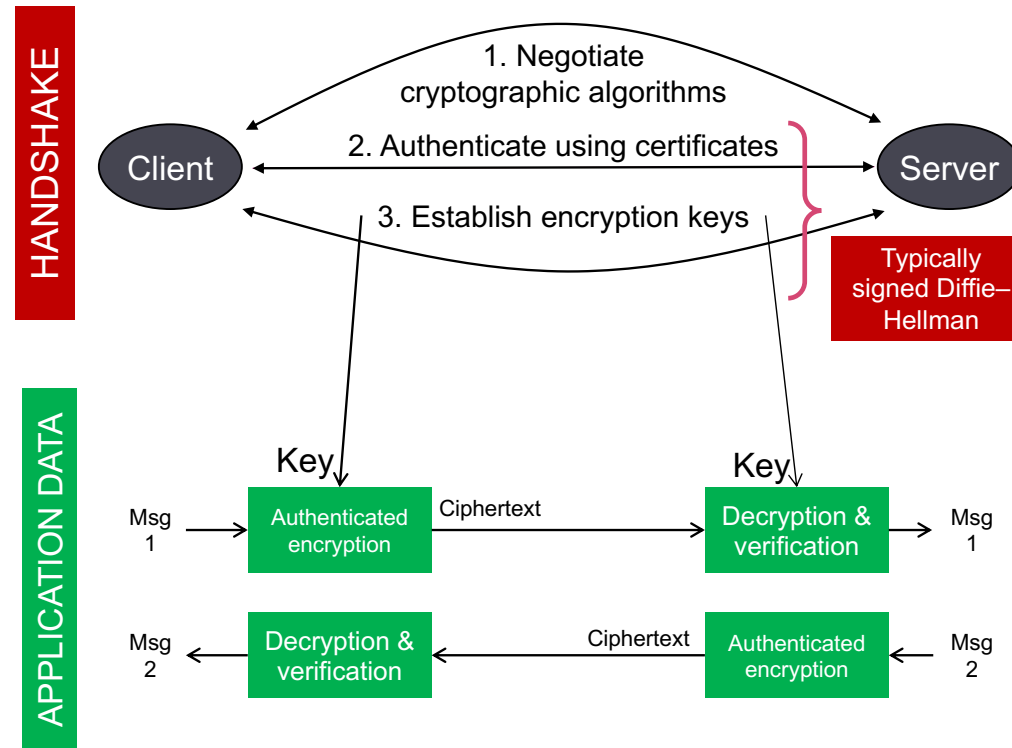 HANDSHAKE
1. Negotiate
cryptographic algorithms
Client
2. Authenticate using certificates
Server
3. Establish encryption keys
Typically
signed Diffie–
Hellman
APPLICATION DATA
Key
Key
Msg
1
Authenticated
encryption
Ciphertext
Decryption &
verification
Msg
1
Msg
2
Decryption &
verification
Ciphertext
Authenticated
encryption
Msg
2